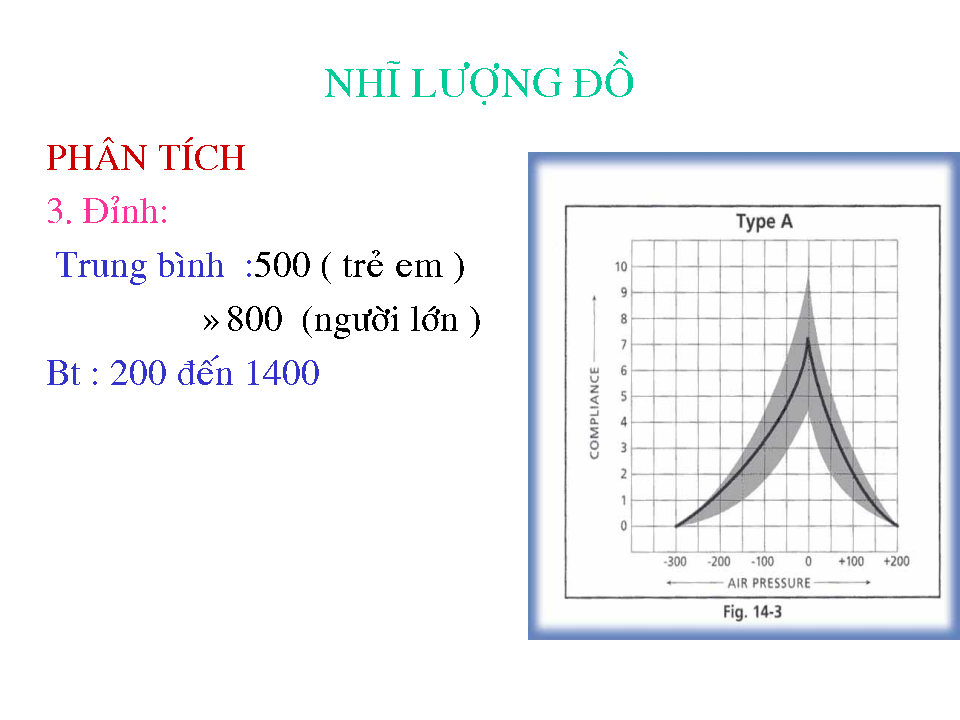 NHĨ LƯỢNG ĐỒ
PHÂN TÍCH
3. Đỉnh:
Trung bình :500 ( trẻ em )
» 800 (người lớn )
Bt : 200 đến 1400
Type A
10
9
8
7
6
5
4
3
2
1
0
COMPLIANCE
-300 -200 -100 0 +100 +200
AIR PRESSURE
Fig. 14-3